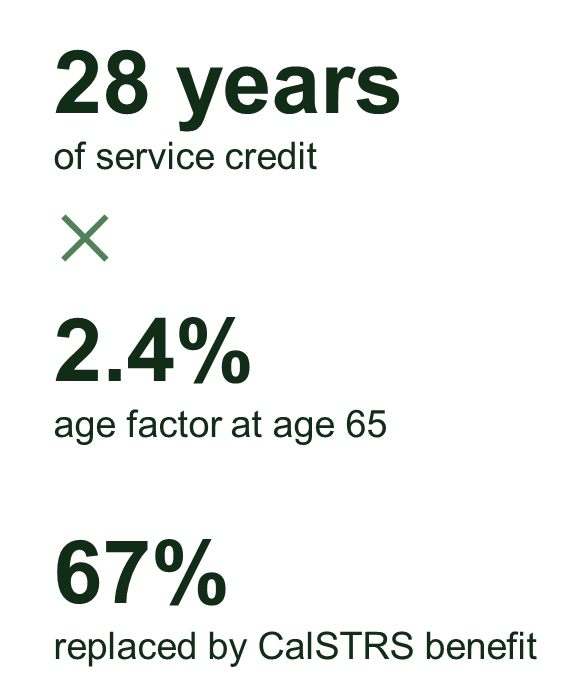 28 years
of service credit
×
2.4%
age factor at age 65
67%
replaced by CalSTRS benefit